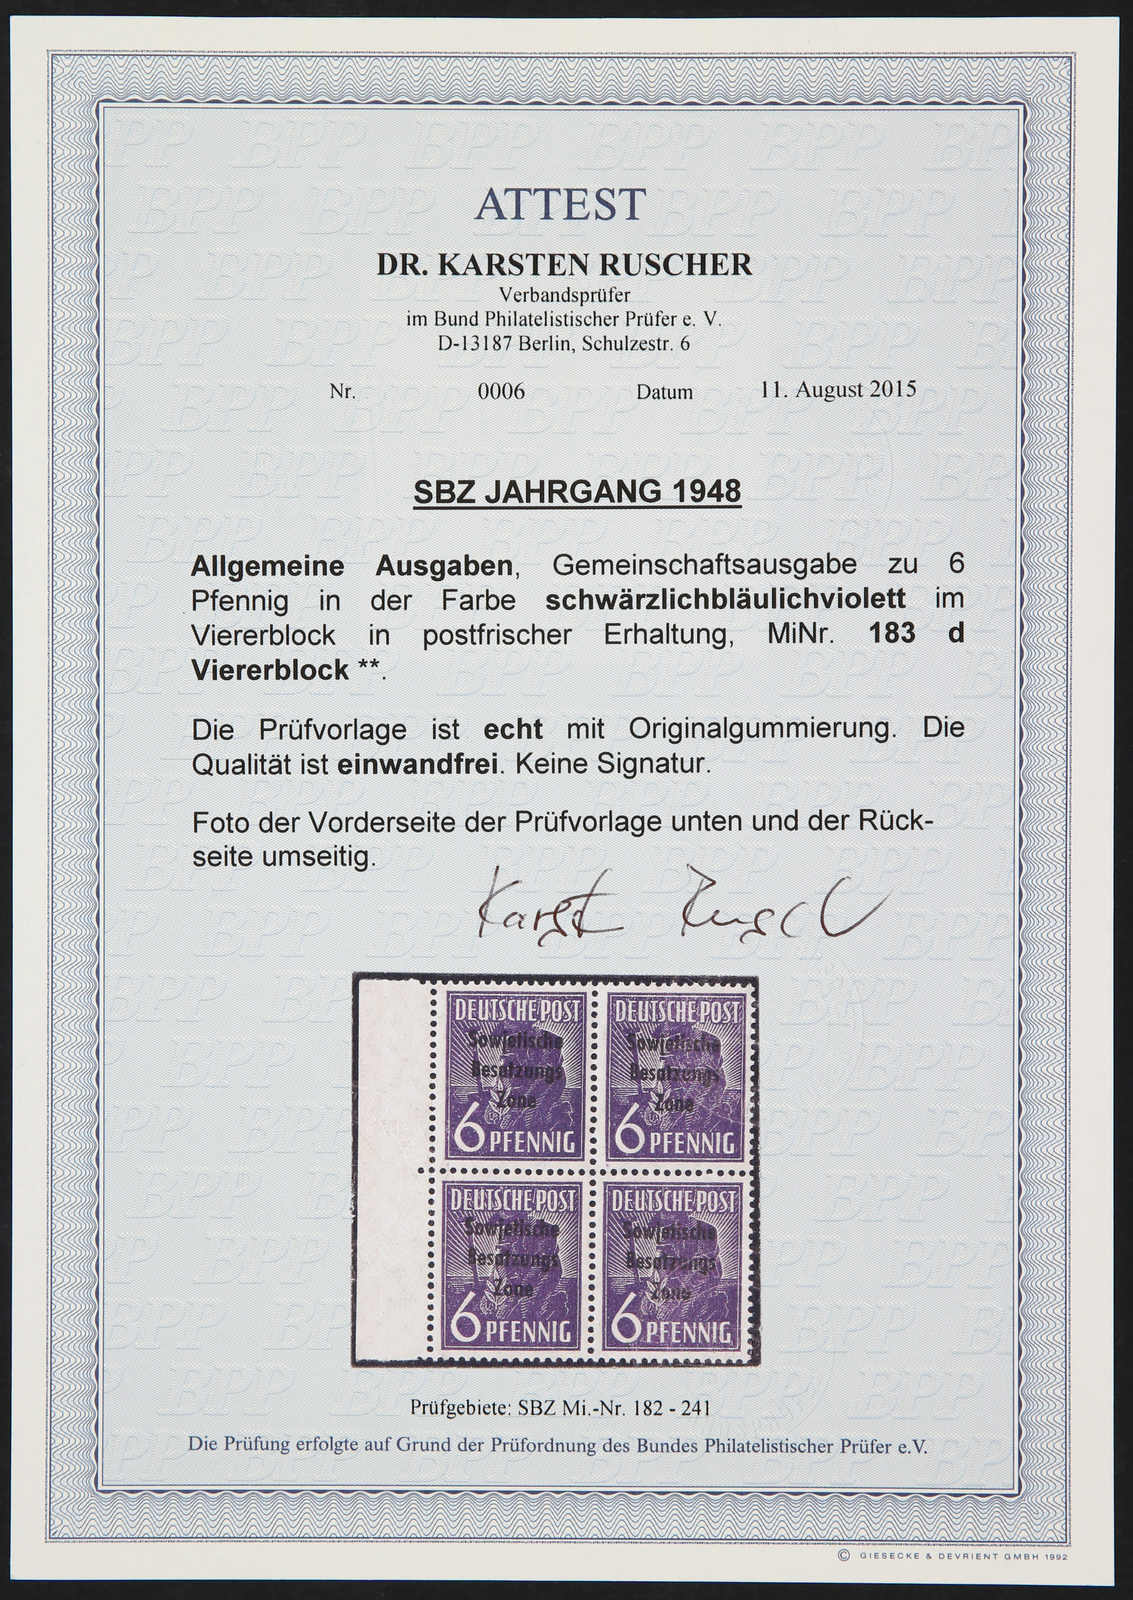 ATTEST
DR. KARSTEN RUSCHER
Verbandsprüfer
im Bund Philatelistischer Prüfer e. V.
D-13187 Berlin, Schulzestr. 6
Nr. 0006 Datum 11. August 2015
SBZ JAHRGANG 1948
Allgemeine Ausgaben, Gemeinschaftsausgabe zu 6
Pfennig in der Farbe schwärzlichbläulichviolett im
Viererblock in postfrischer Erhaltung, MiNr. 183 d
Viererblock **.
Die Prüfvorlage ist echt mit Originalgummierung. Die
Qualität ist einwandfrei. Keine Signatur.
Foto der Vorderseite der Prüfvorlage unten und der Rück-
seite umseitig.
DEUTSCHE POST DEUTSCHE POST
Sowjetische Sowjetische
Besatzungs Besatzungs
Zone Zone
6 PFENNIG 6 PFENNIG
DEUTSCHE POST DEUTSCHE POST
Sowjetische Sowjetische
Besatzungs Besatzungs
Zone Zone
6 PFENNIG 6 PFENNIG
Prüfgebiete: SBZ Mi.-Nr. 182 - 241
Die Prüfung erfolgte auf Grund der Prüfordnung des Bundes Philatelistischer Prüfer e.V.
© GIESECKE & DEVRIENT GMBH 1992